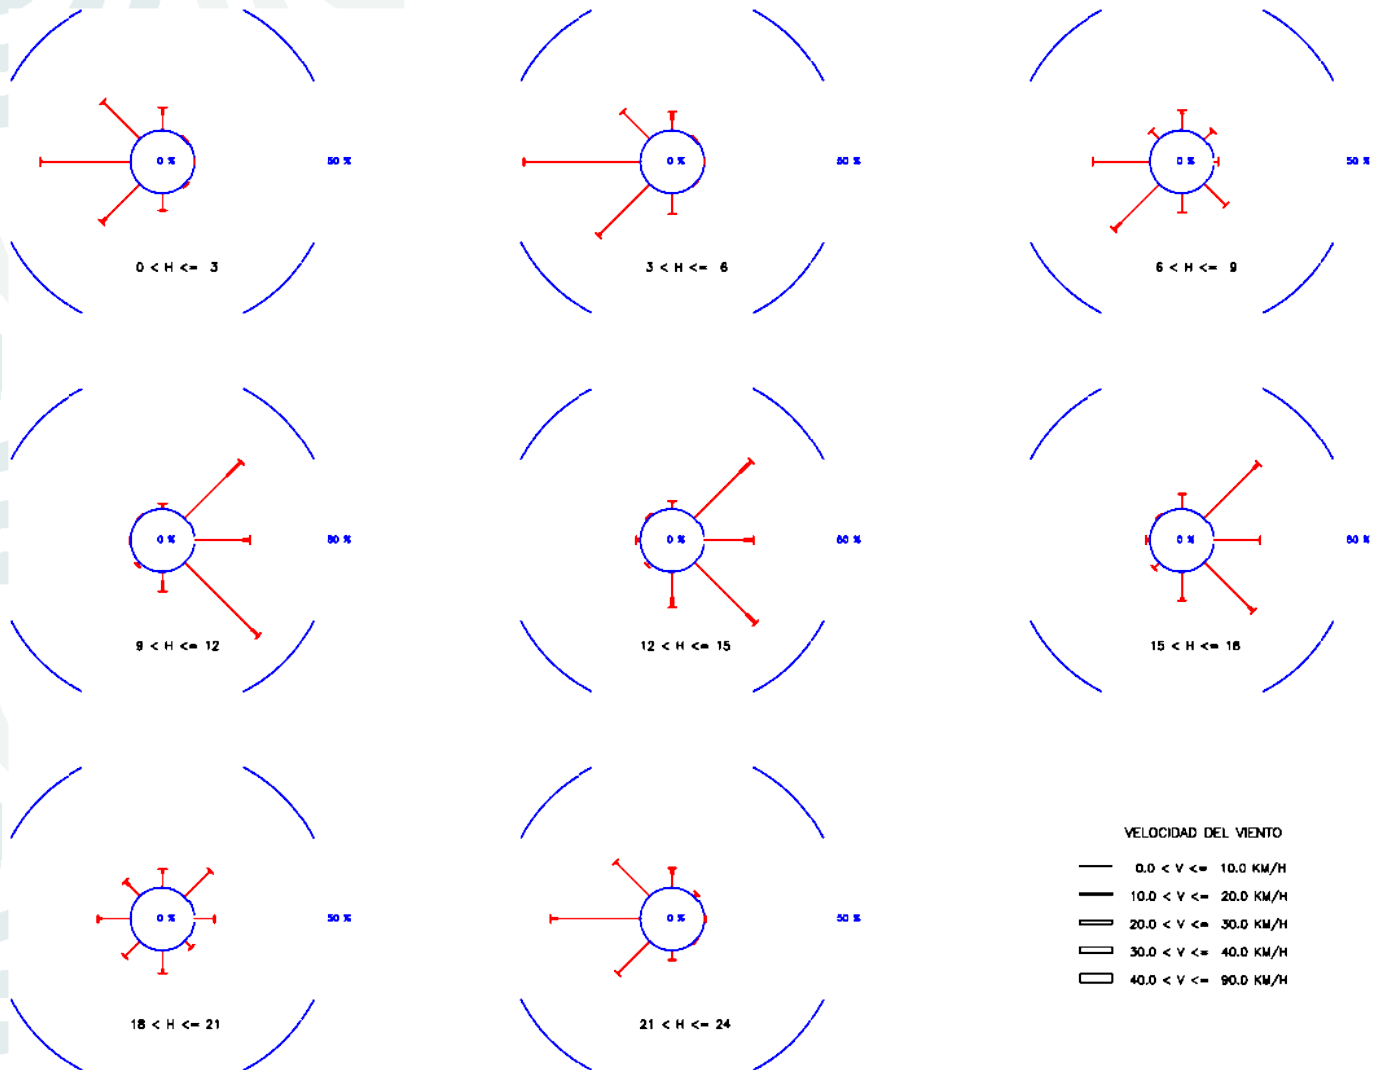 0 % 50 %
0 < H <= 3
0 % 50 %
3 < H <= 6
0 % 50 %
6 < H <= 9
0 % 50 %
9 < H <= 12
0 % 50 %
12 < H <= 15
0 % 50 %
15 < H <= 18
0 % 50 %
18 < H <= 21
0 % 50 %
21 < H <= 24
VELOCIDAD DEL VIENTO
0.0 < V <= 10.0 KM/H
10.0 < V <= 20.0 KM/H
20.0 < V <= 30.0 KM/H
30.0 < V <= 40.0 KM/H
40.0 < V <= 90.0 KM/H